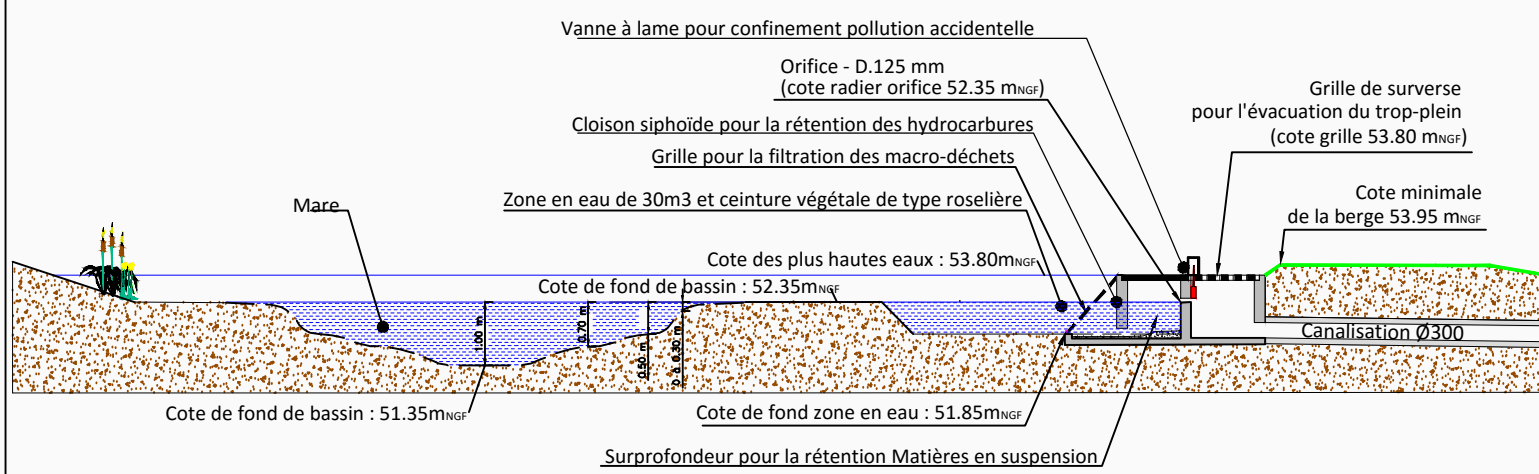 Vanne à lame pour confinement pollution accidentelle
Orifice - D.125 mm
(cote radier orifice 52.35 mNGF)
Grille de surverse
pour l'évacuation du trop-plein
(cote grille 53.80 mNGF)
Cloison siphoïde pour la rétention des hydrocarbures
Grille pour la filtration des macro-déchets
Zone en eau de 30m3 et ceinture végétale de type roselière
Cote minimale
de la berge 53.95 mNGF
Mare
Cote des plus hautes eaux : 53.80mNGF
Cote de fond de bassin : 52.35mNGF
1.00 m
0.70 m
0.50 m
0 à 0.30 m
Canalisation Ø300
Cote de fond de bassin : 51.35mNGF
Cote de fond zone en eau : 51.85mNGF
Surprofondeur pour la rétention Matières en suspension